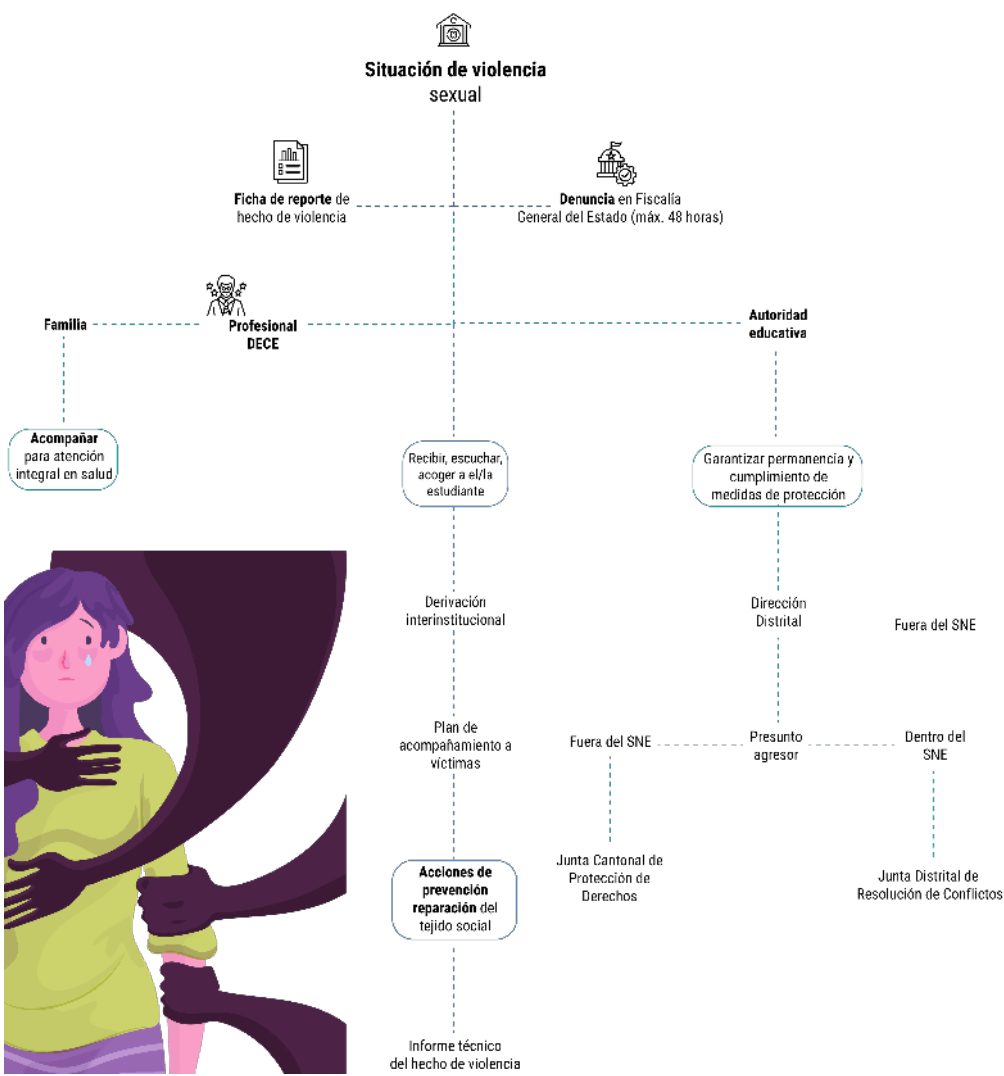 Situación de violencia
sexual
Ficha de reporte de
hecho de violencia
Denuncia en Fiscalía
General del Estado (máx. 48 horas)
Familia
Profesional
DECE
Autoridad
educativa
Acompañar
para atención
integral en salud
Recibir, escuchar,
acoger a el/la
estudiante
Garantizar permanencia y
cumplimiento de
medidas de protección
Derivación
interinstitucional
Dirección
Distrital
Fuera del SNE
Plan de
acompañamiento a
víctimas
Fuera del SNE
Presunto
agresor
Dentro del
SNE
Acciones de
prevención
reparación del
tejido social
Junta Cantonal de
Protección de
Derechos
Junta Distrital de
Resolución de Conflictos
Informe técnico
del hecho de violencia